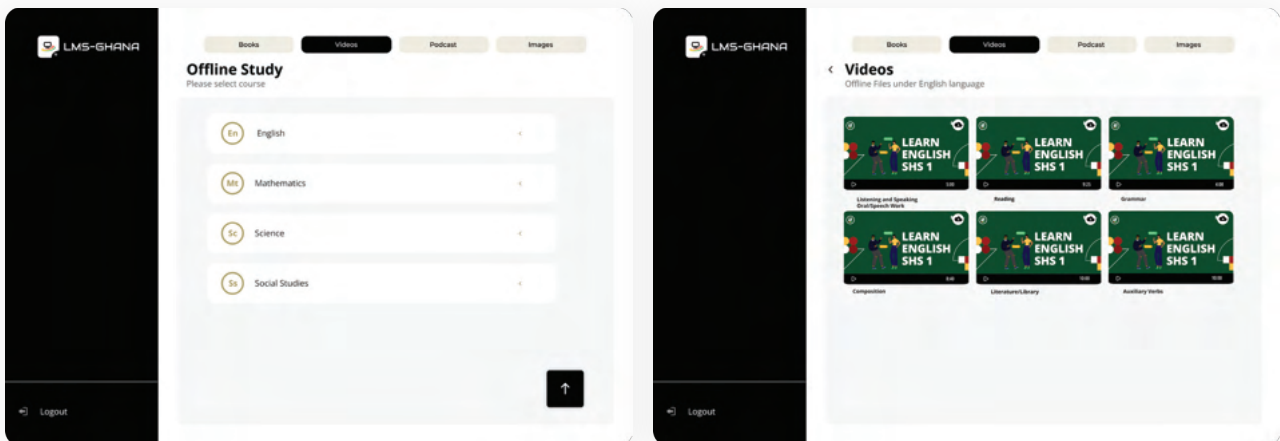 LMS-GHANA
Books
Videos
Podcast
Images
Offline Study
Please select course
En
English
Mt
Mathematics
Sc
Science
Ss
Social Studies
Logout
LMS-GHANA
Books
Videos
Podcast
Images
Videos
Offline Files under English language
LEARN
ENGLISH
SHS 1
Listening and Speaking
Oral/Speech Work
LEARN
ENGLISH
SHS 1
Reading
LEARN
ENGLISH
SHS 1
Grammar
LEARN
ENGLISH
SHS 1
Composition
LEARN
ENGLISH
SHS 1
10:00
Literature/Library
LEARN
ENGLISH
SHS 1
Auxiliary Verbs
Logout